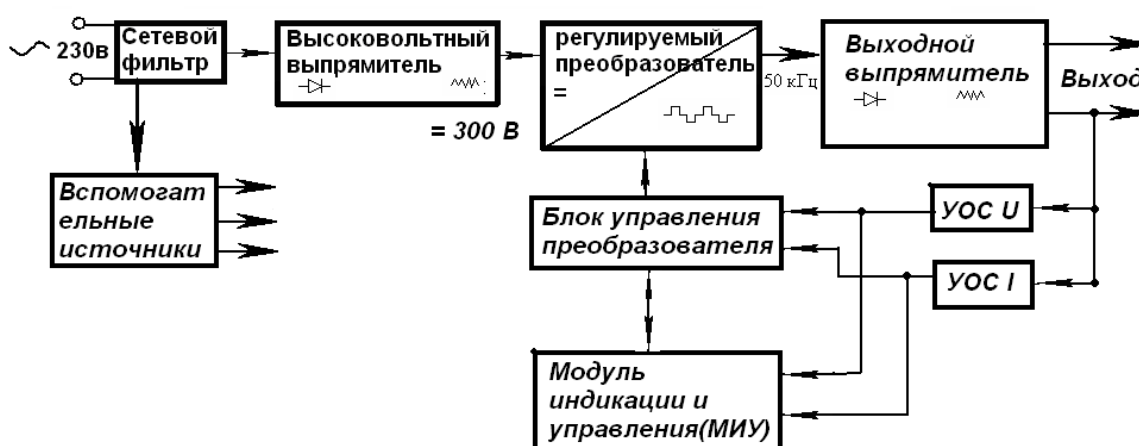 230в
Сетевой
фильтр
Высоковольтный
выпрямитель
= 300 В
регулируемый
преобразователь
=
50 кГц
Выходной
выпрямитель
Выход
Вспомогат
ельные
источники
Блок управления
преобразователя
УОС U
УОС I
Модуль
индикации и
управления(МИУ)